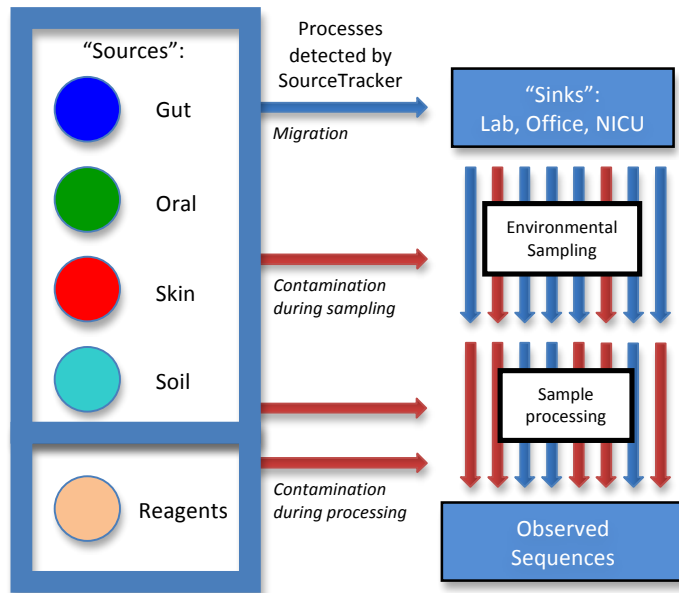 “Sources”:
Gut
Oral
Skin
Soil
Reagents
Processes
detected by
SourceTracker
Migration
Contamination
during sampling
Contamination
during processing
“Sinks”:
Lab, Office, NICU
Environmental
Sampling
Sample
processing
Observed
Sequences